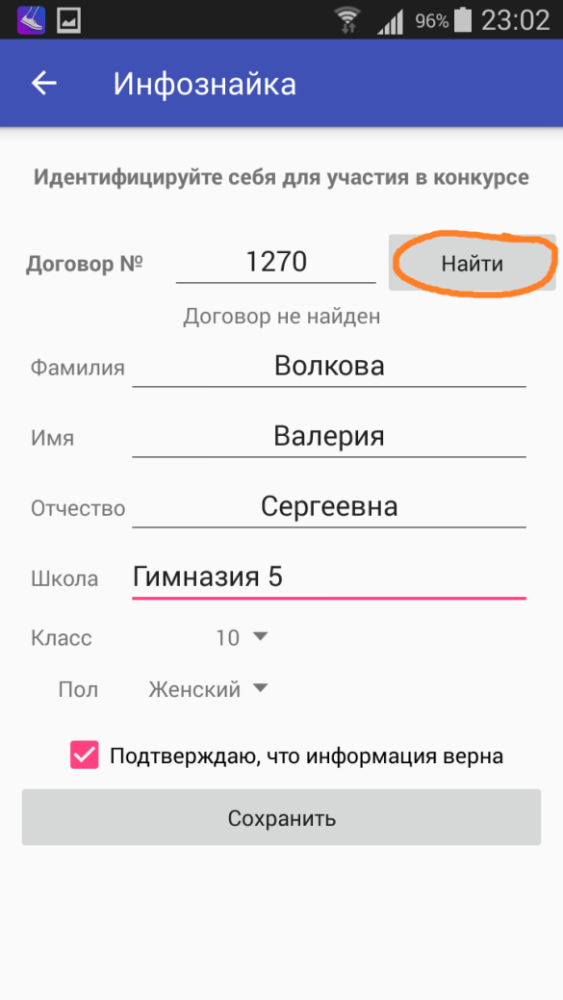 96% 23:02
Инфознайка
Идентифицируйте себя для участия в конкурсе
Договор № 1270 Найти
Договор не найден
Фамилия Волкова
Имя Валерия
Отчество Сергеевна
Школа Гимназия 5
Класс 10
Пол Женский
Подтверждаю, что информация верна
Сохранить